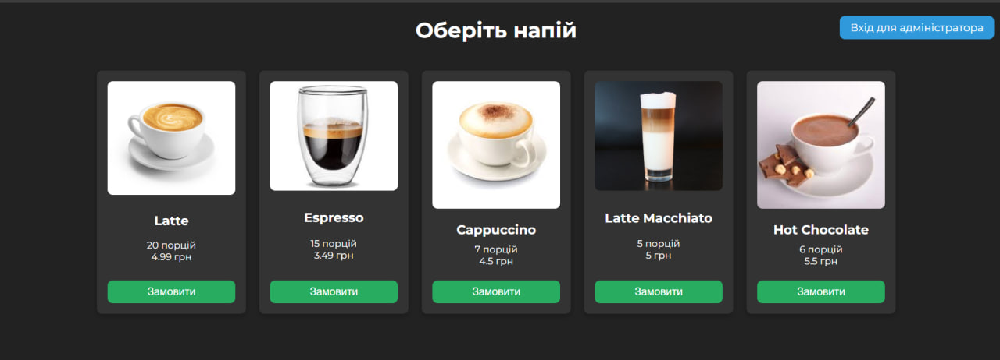 Оберіть напій
Вхід для адміністратора
Latte
20 порцій
4.99 грн
Замовити
Espresso
15 порцій
3.49 грн
Замовити
Cappuccino
7 порцій
4.5 грн
Замовити
Latte Macchiato
5 порцій
5 грн
Замовити
Hot Chocolate
6 порцій
5.5 грн
Замовити